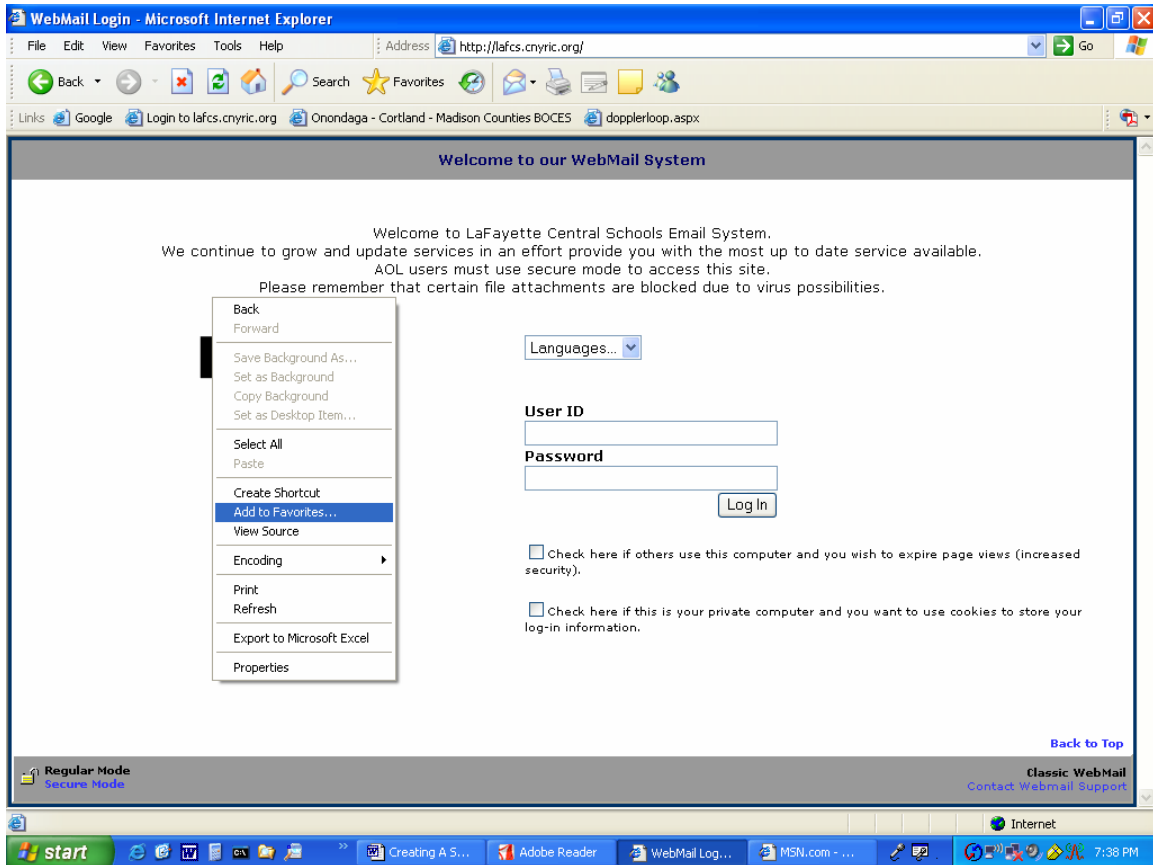 WebMail Login - Microsoft Internet Explorer
File Edit View Favorites Tools Help Address http://lafcs.cnyric.org/ Go
Back Search Favorites
Links Google Login to lafcs.cnyric.org Onondaga - Cortland - Madison Counties BOCES dopplerloop.aspx
Welcome to our WebMail System
Welcome to LaFayette Central Schools Email System.
We continue to grow and update services in an effort provide you with the most up to date service available.
AOL users must use secure mode to access this site.
Please remember that certain file attachments are blocked due to virus possibilities.
Back
Forward
Save Background As...
Set as Background
Copy Background
Set as Desktop Item...
Select All
Paste
Create Shortcut
Add to Favorites...
View Source
Encoding
Print
Refresh
Export to Microsoft Excel
Properties
Languages...
User ID
Password
Log In
Check here if others use this computer and you wish to expire page views (increased
security).
Check here if this is your private computer and you want to use cookies to store your
log-in information.
Back to Top
Regular Mode
Secure Mode
Classic WebMail
Contact Webmail Support
Internet
start Creating A S... Adobe Reader WebMail Log... MSN.com - ... 7:38 PM